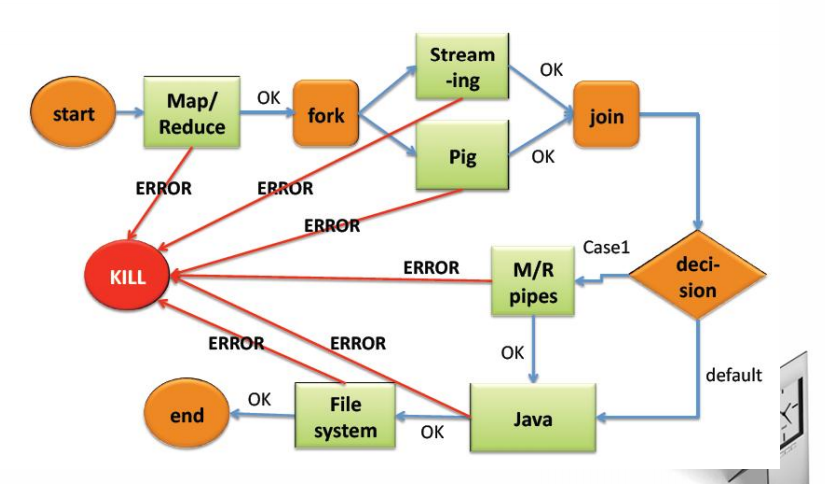 Stream
-ing
OK
start
Map/
Reduce
OK
fork
join
Pig
OK
ERROR
ERROR
ERROR
KILL
ERROR
M/R
pipes
Case1
deci-
sion
ERROR
ERROR
OK
default
end
OK
File
system
OK
Java